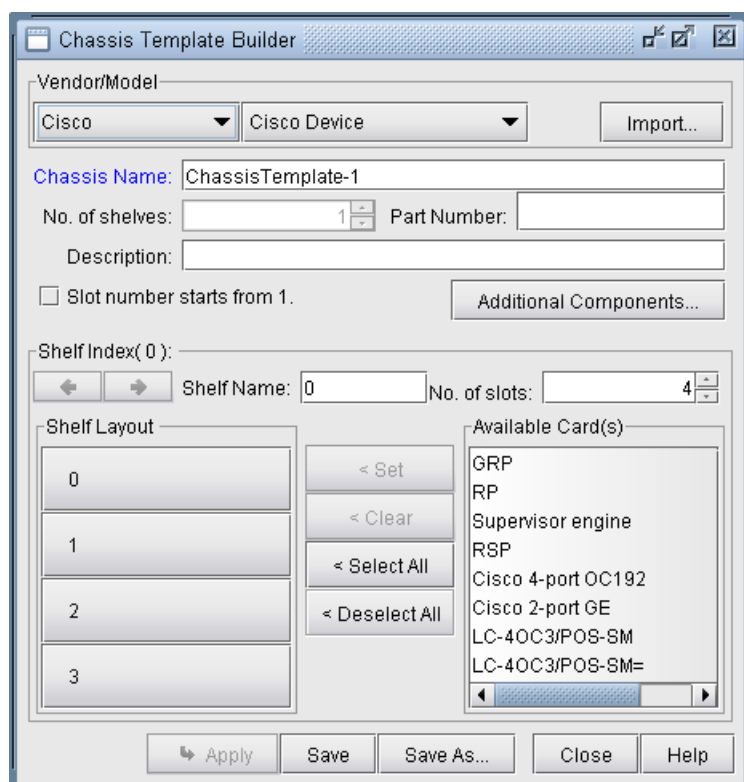 Chassis Template Builder
Vendor/Model
Cisco Cisco Device Import...
Chassis Name: ChassisTemplate-1
No. of shelves: 1 Part Number:
Description:
Slot number starts from 1.
Additional Components...
Shelf Index( 0 ):
Shelf Name: 0 No. of slots: 4
Shelf Layout
0
1
2
3
< Set
< Clear
< Select All
< Deselect All
Available Card(s)
GRP
RP
Supervisor engine
RSP
Cisco 4-port OC192
Cisco 2-port GE
LC-4OC3/POS-SM
LC-4OC3/POS-SM=
Apply Save Save As... Close Help